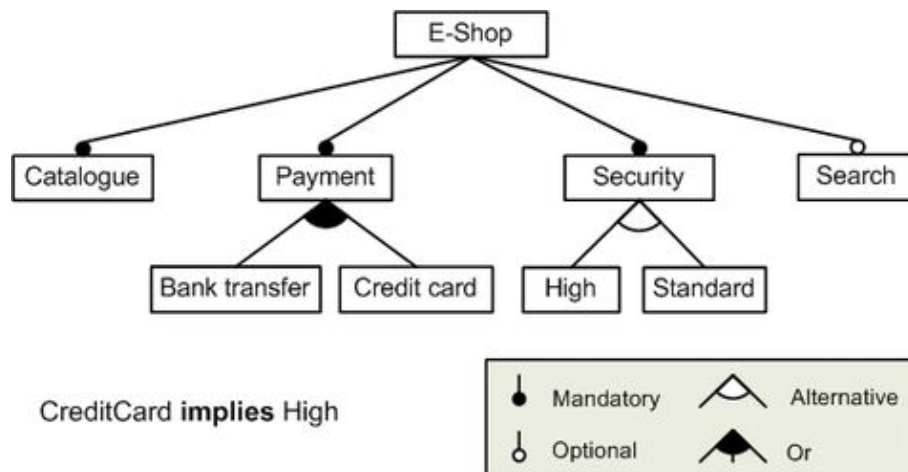 E-Shop
Catalogue
Payment
Security
Search
Bank transfer
Credit card
High
Standard
CreditCard implies High
Mandatory
Alternative
Optional
Or